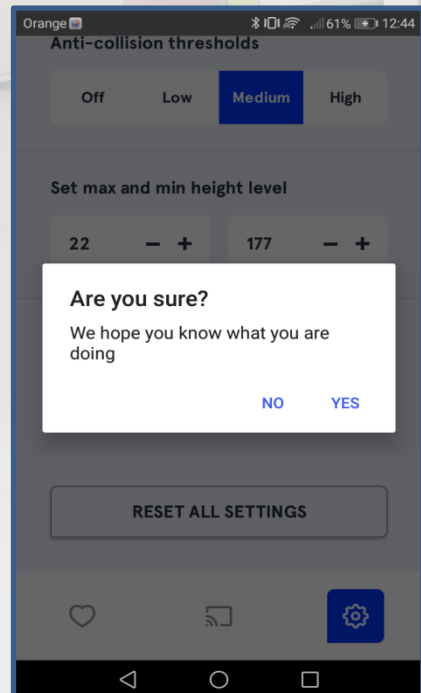 Orange 61% 12:44
Anti-collision thresholds
Off Low Medium High
Set max and min height level
22 − + 177 − +
Are you sure?
We hope you know what you are
doing
NO YES
RESET ALL SETTINGS